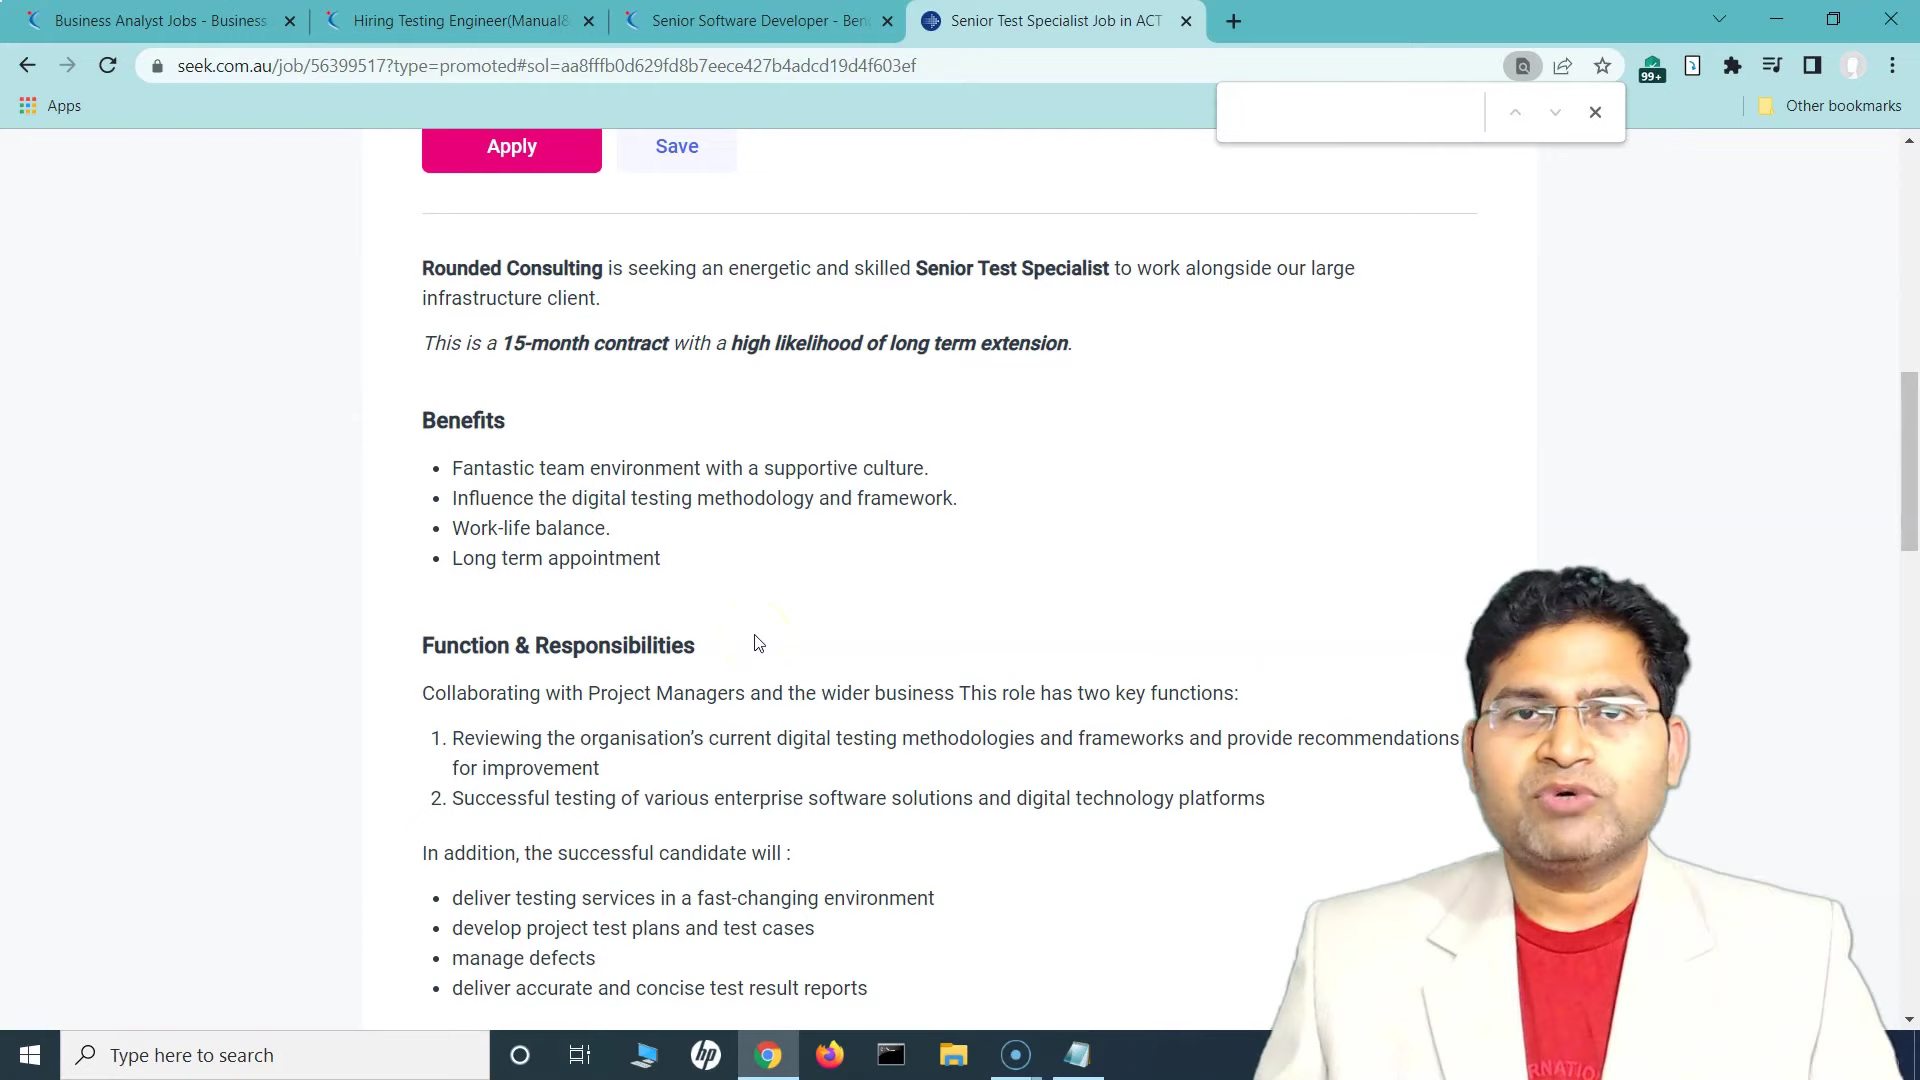 Business Analyst Jobs - Business
Hiring Testing Engineer(Manual&
Senior Software Developer - Ben
Senior Test Specialist Job in ACT
seek.com.au/job/56399517?type=promoted#sol=aa8fffb0d629fd8b7eece427b4adcd19d4f603ef
99+
Apps
Other bookmarks
Apply
Save
Rounded Consulting is seeking an energetic and skilled Senior Test Specialist to work alongside our large
infrastructure client.
This is a 15-month contract with a high likelihood of long term extension.
Benefits
• Fantastic team environment with a supportive culture.
• Influence the digital testing methodology and framework.
• Work-life balance.
• Long term appointment
Function & Responsibilities
Collaborating with Project Managers and the wider business This role has two key functions:
1. Reviewing the organisation’s current digital testing methodologies and frameworks and provide recommendations
for improvement
2. Successful testing of various enterprise software solutions and digital technology platforms
In addition, the successful candidate will :
• deliver testing services in a fast-changing environment
• develop project test plans and test cases
• manage defects
• deliver accurate and concise test result reports
Type here to search
hp